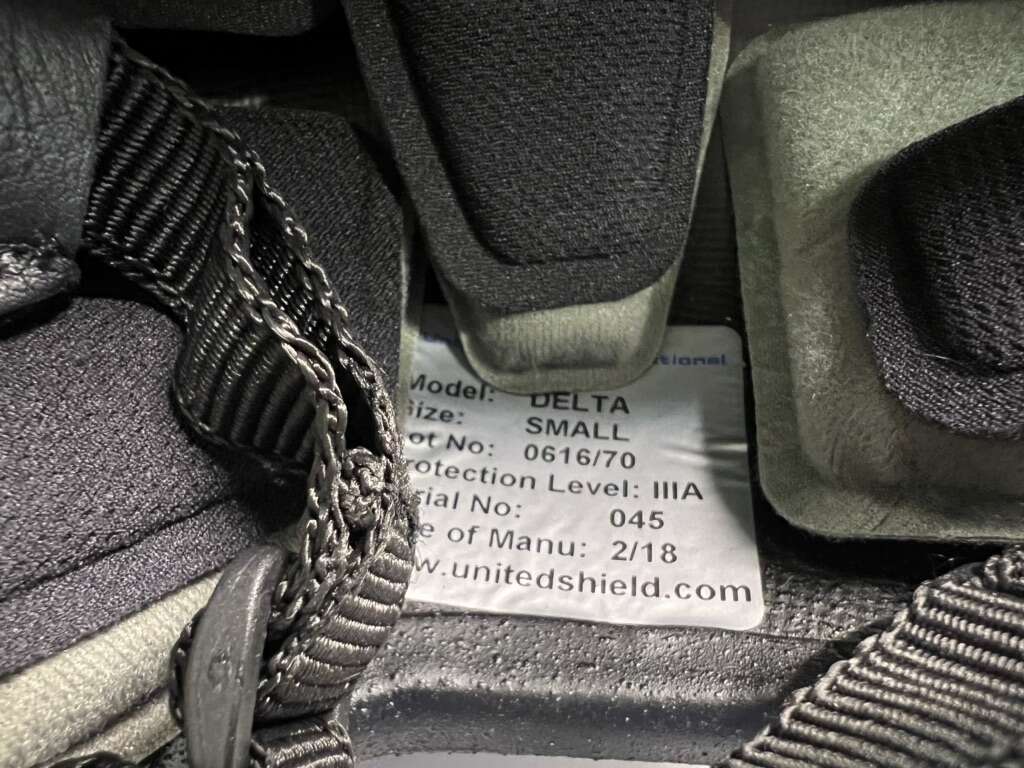 tional
Model: DELTA
Size: SMALL
ot No: 0616/70
rotection Level: IIIA
rial No: 045
e of Manu: 2/18
w.unitedshield.com